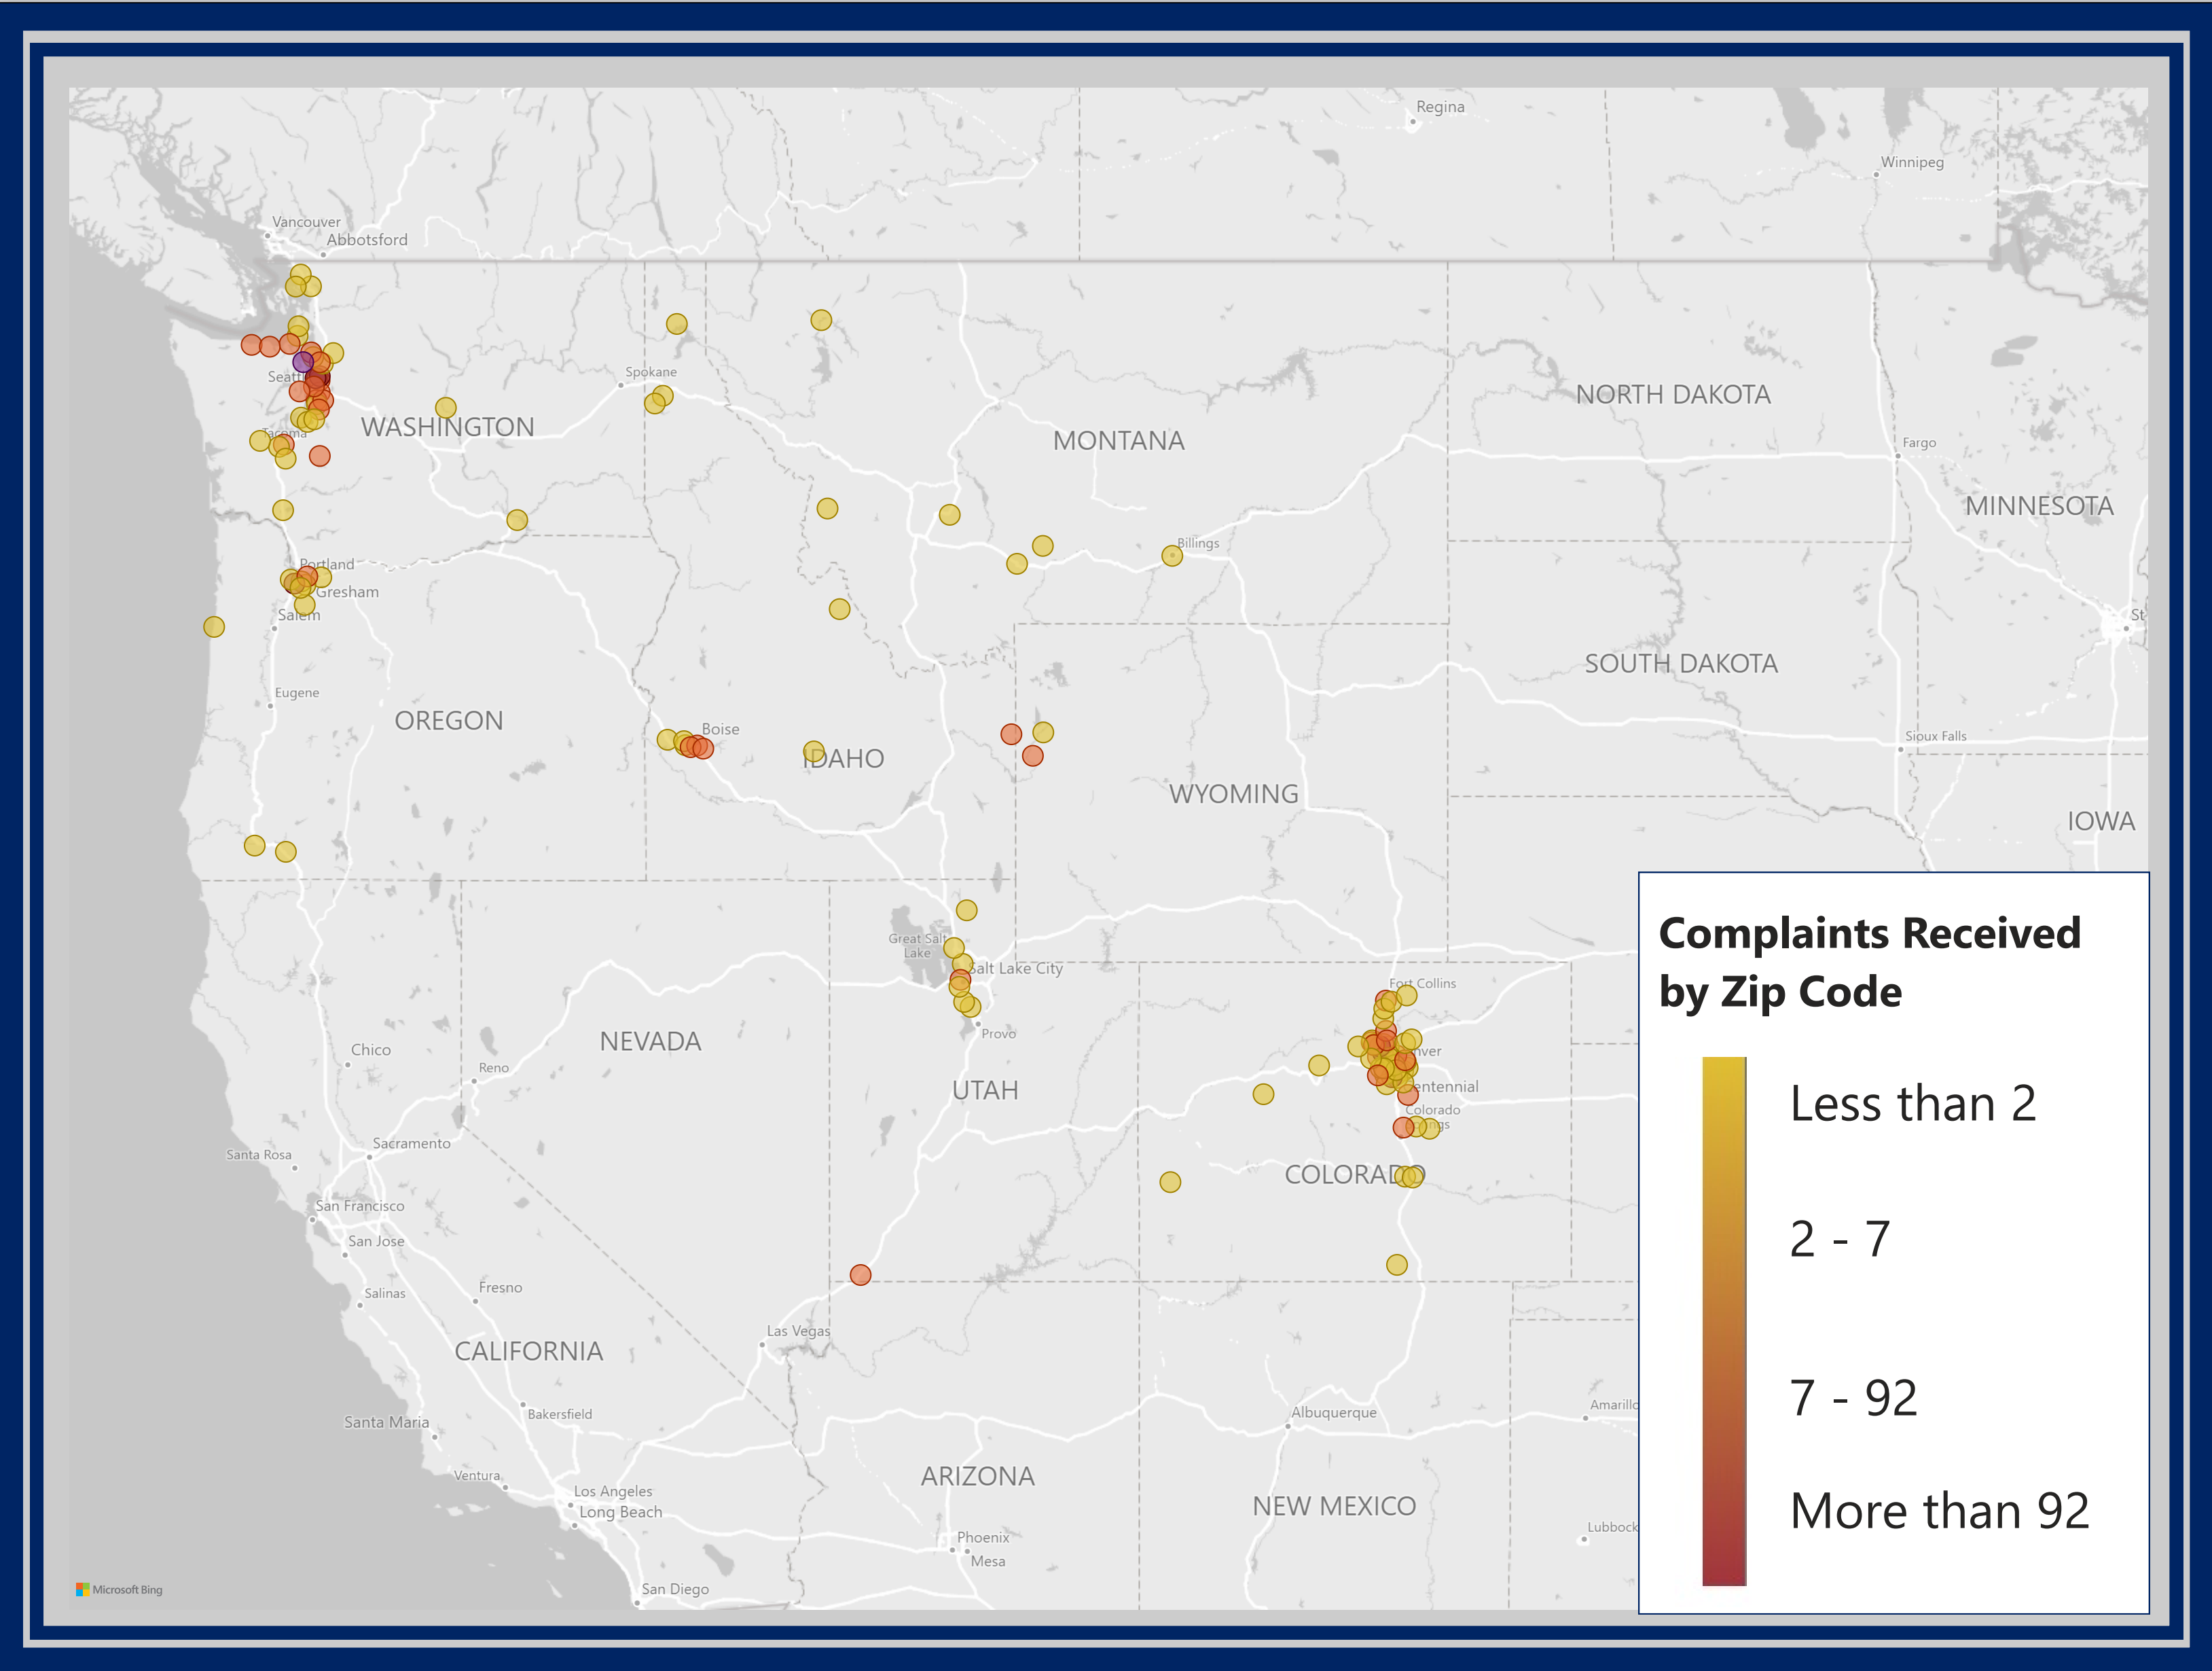 Regina
Winnipeg
Vancouver
Abbotsford
Spokane
WASHINGTON
MONTANA
NORTH DAKOTA
Fargo
MINNESOTA
Tacoma
Billings
Portland
Gresham
Salem
St
SOUTH DAKOTA
Eugene
OREGON
Boise
IDAHO
WYOMING
Sioux Falls
IOWA
Great Salt
Lake
Salt Lake City
Provo
Fort Collins
NEVADA
UTAH
Chico
Reno
Colorado
COLORADO
Sacramento
Santa Rosa
San Francisco
San Jose
Salinas
Fresno
Las Vegas
CALIFORNIA
Bakersfield
Santa Maria
Ventura
Los Angeles
Long Beach
San Diego
ARIZONA
Phoenix
Mesa
Albuquerque
NEW MEXICO
Amarillo
Lubbock
Microsoft Bing
Complaints Received
by Zip Code
Less than 2
2 - 7
7 - 92
More than 92